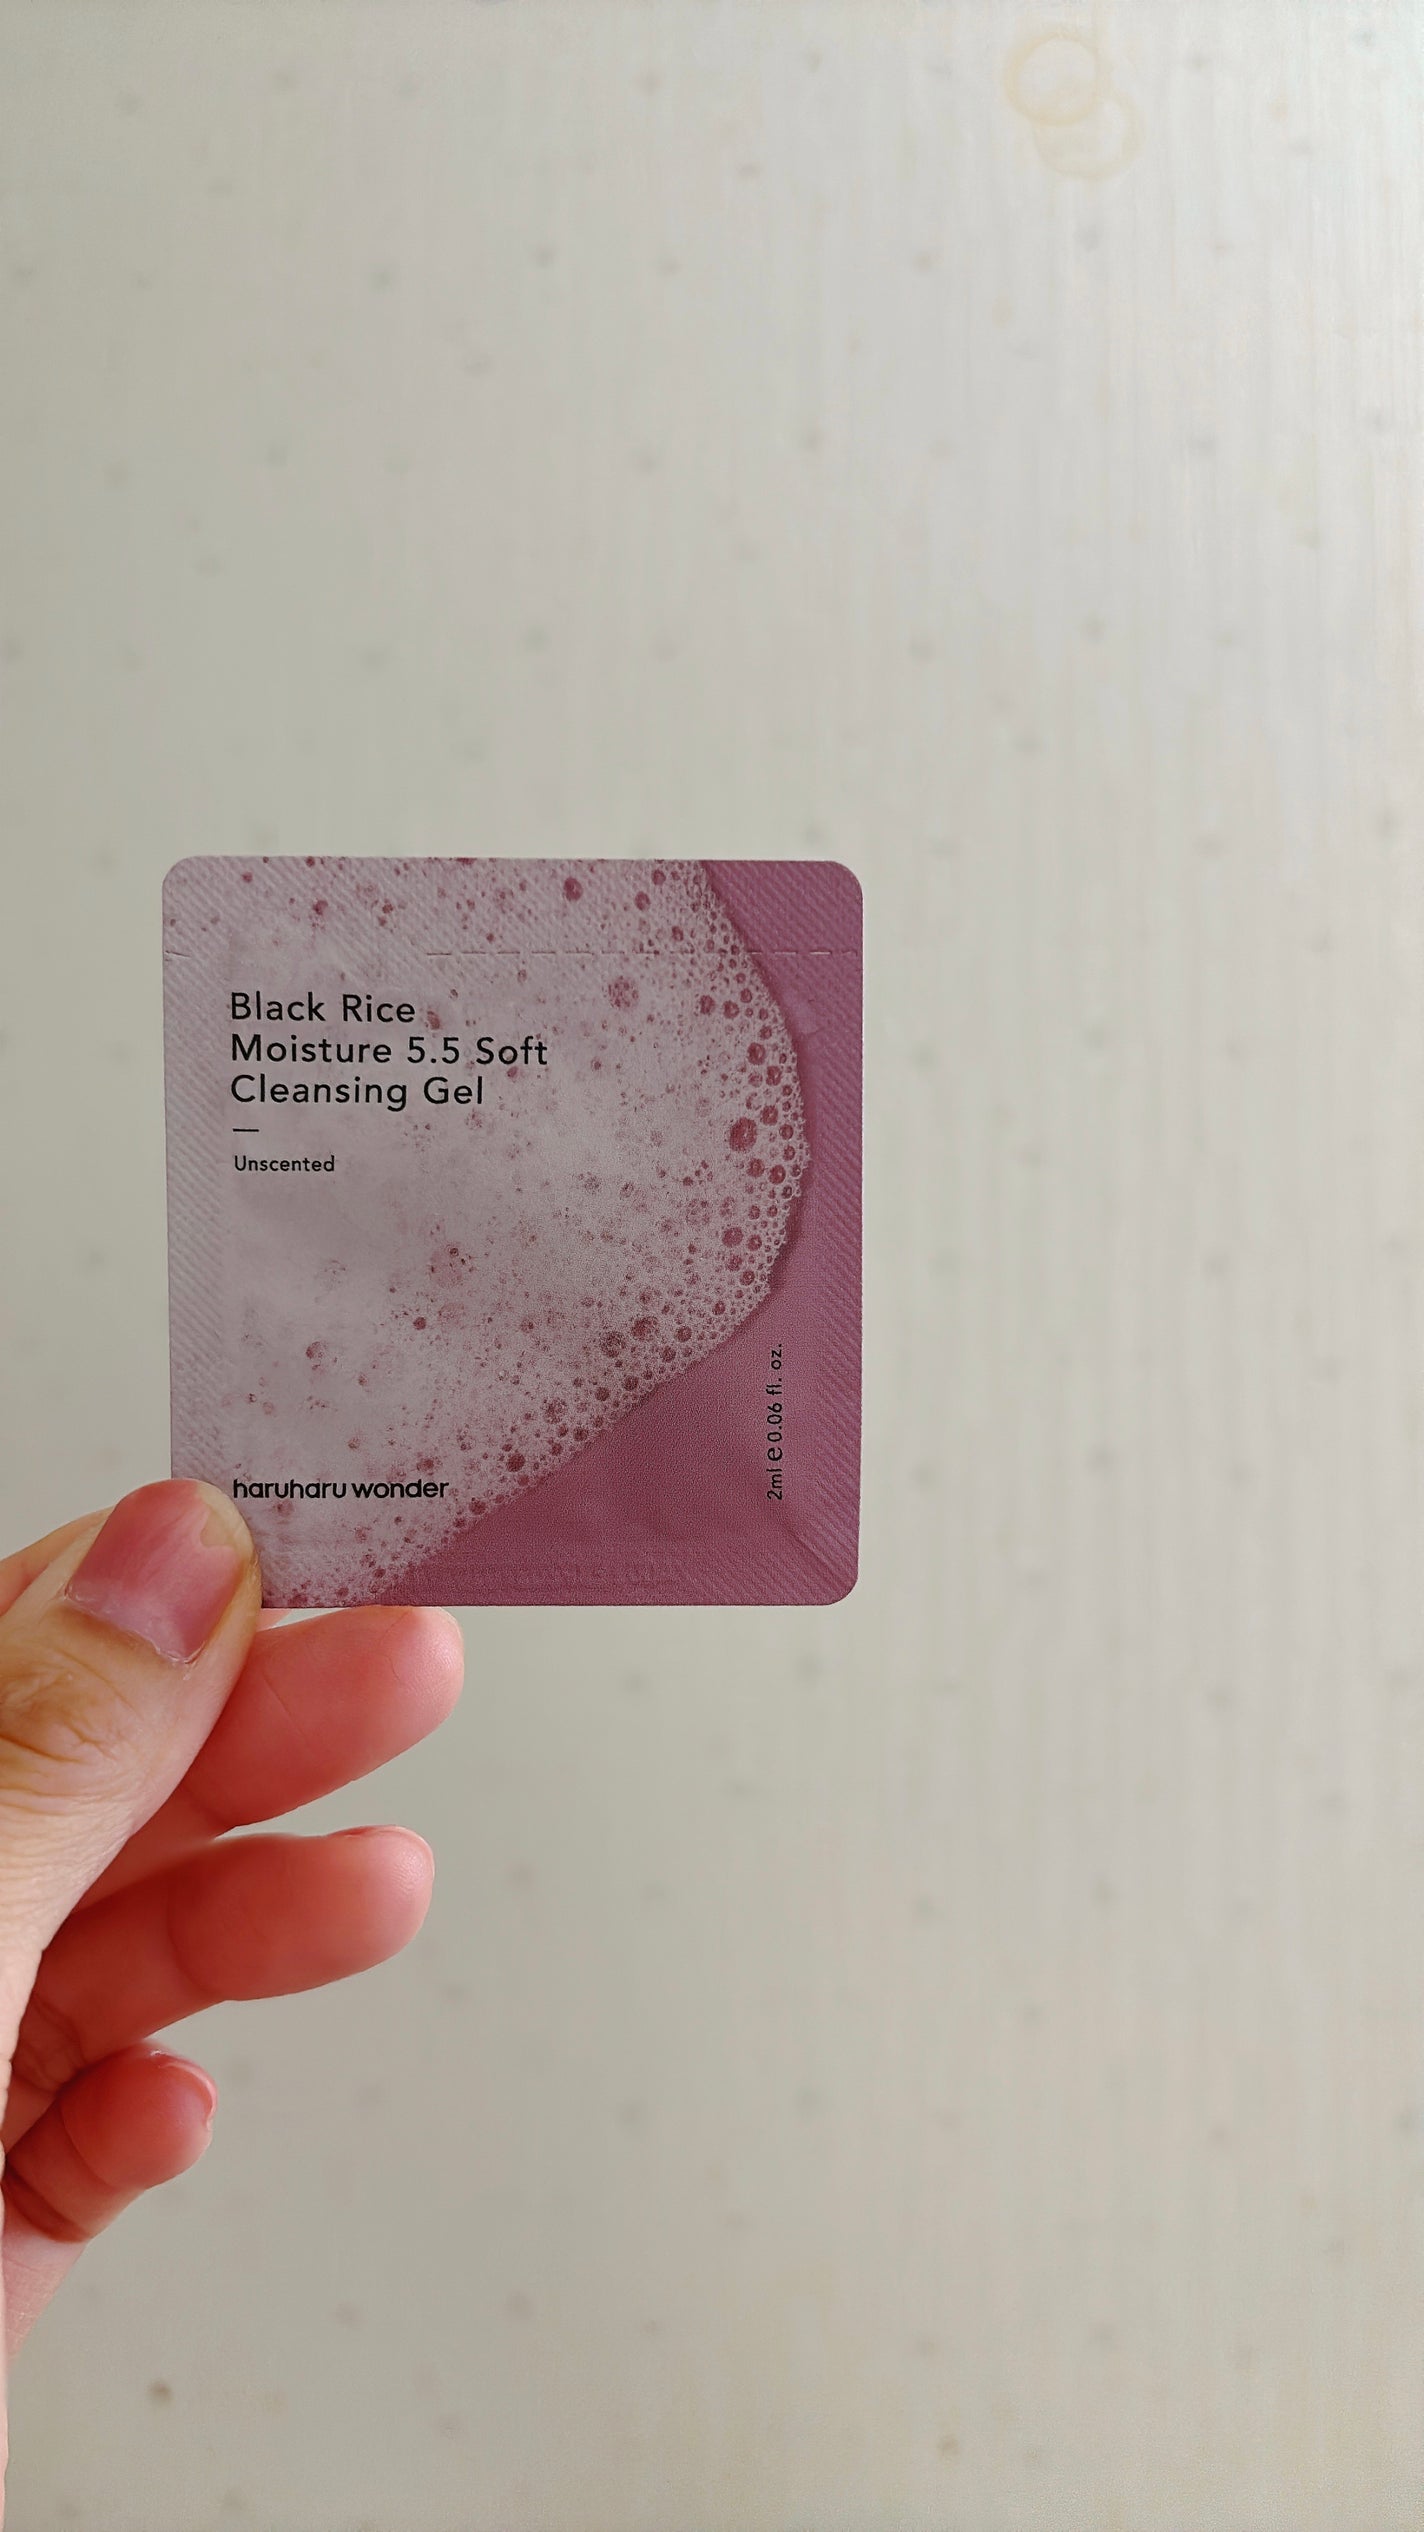 Black Rice
Moisture 5.5 Soft
Cleansing Gel
Unscented
haruharu wonder
2ml e 0.06 fl. oz.